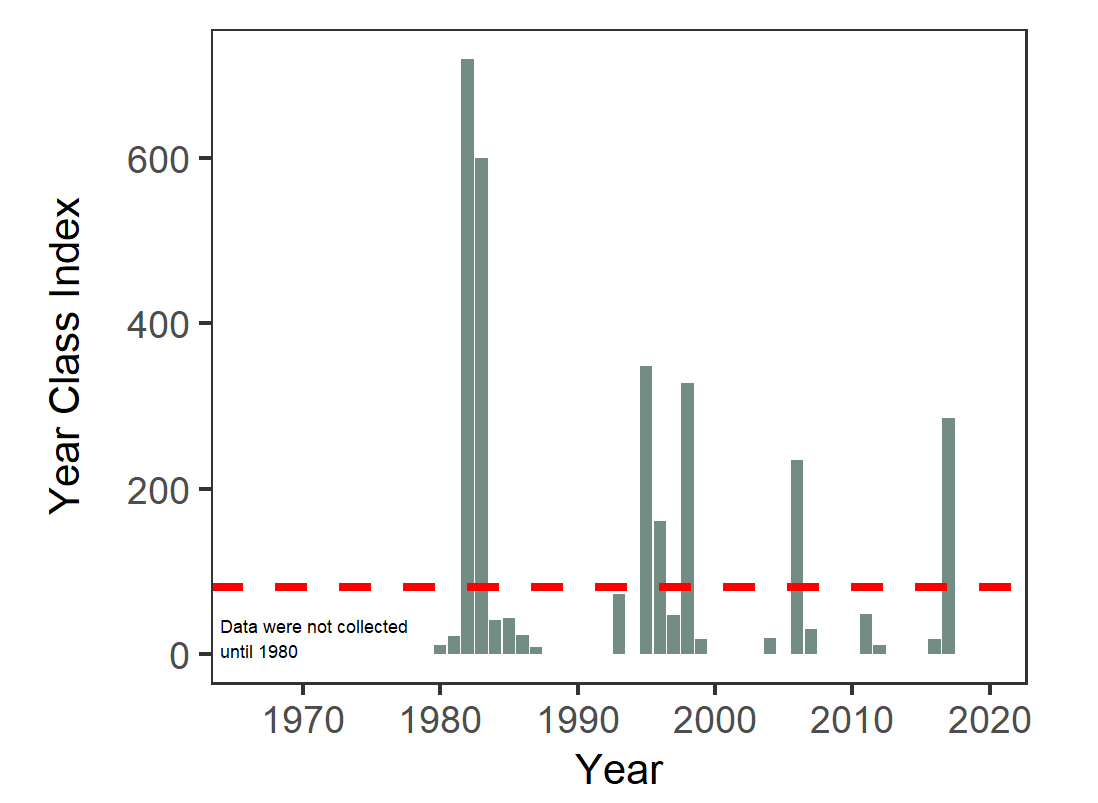 600
400
200
0
Year Class Index
Data were not collected
until 1980
1970 1980 1990 2000 2010 2020
Year